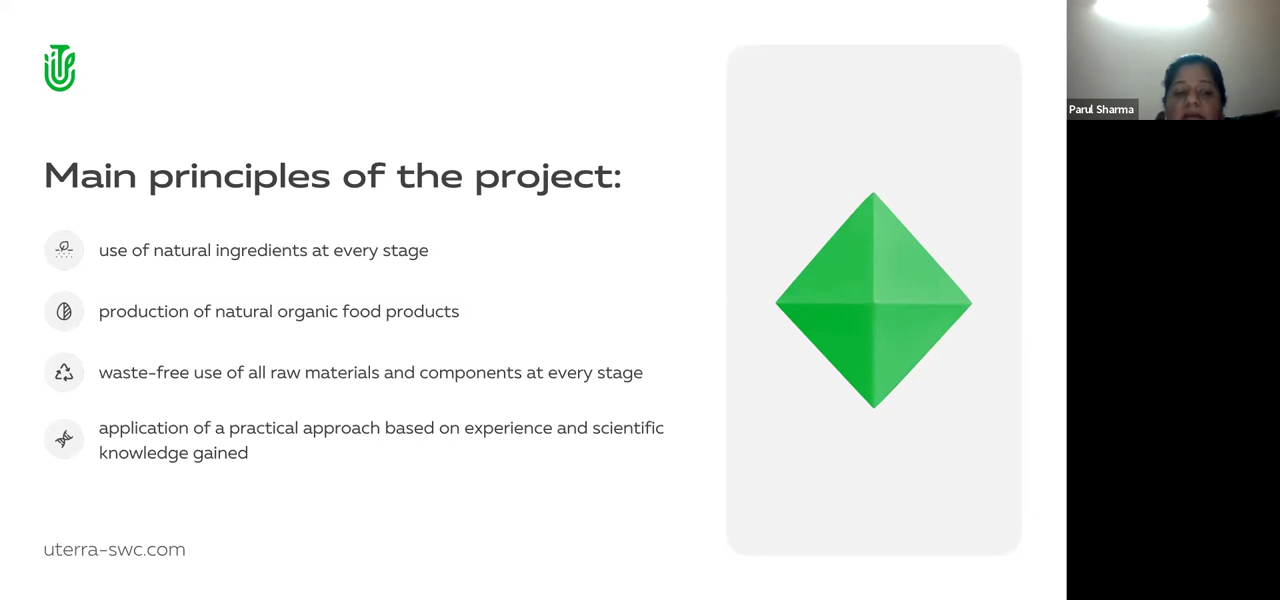 Main principles of the project:
use of natural ingredients at every stage
production of natural organic food products
waste-free use of all raw materials and components at every stage
application of a practical approach based on experience and scientific
knowledge gained
uterra-swc.com
Parul Sharma